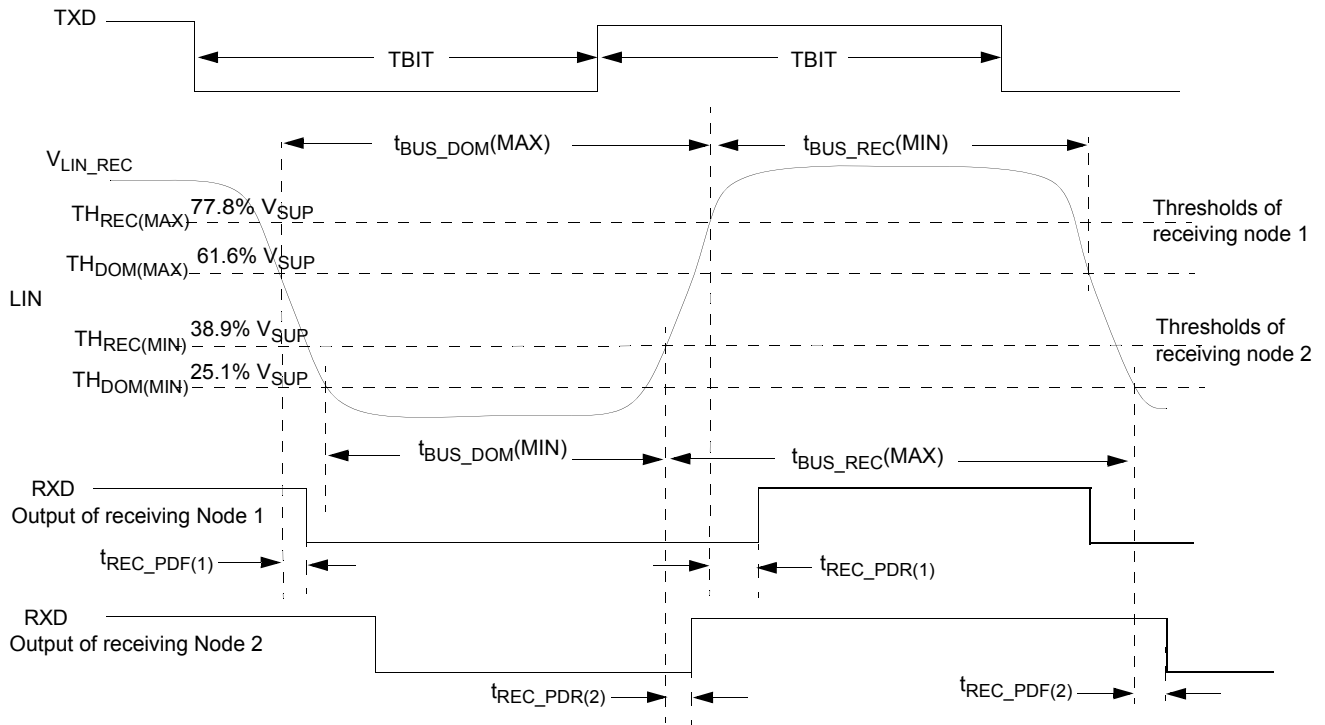 TXD
TBIT TBIT
tBUS_DOM(MAX) tBUS_REC(MIN)
VLIN_REC
THREC(MAX) 77.8% VSUP
Thresholds of
receiving node 1
THDOM(MAX) 61.6% VSUP
LIN
THREC(MIN) 38.9% VSUP
Thresholds of
receiving node 2
THDOM(MIN) 25.1% VSUP
tBUS_DOM(MIN) tBUS_REC(MAX)
RXD
Output of receiving Node 1
tREC_PDF(1) tREC_PDR(1)
RXD
Output of receiving Node 2
tREC_PDR(2) tREC_PDF(2)